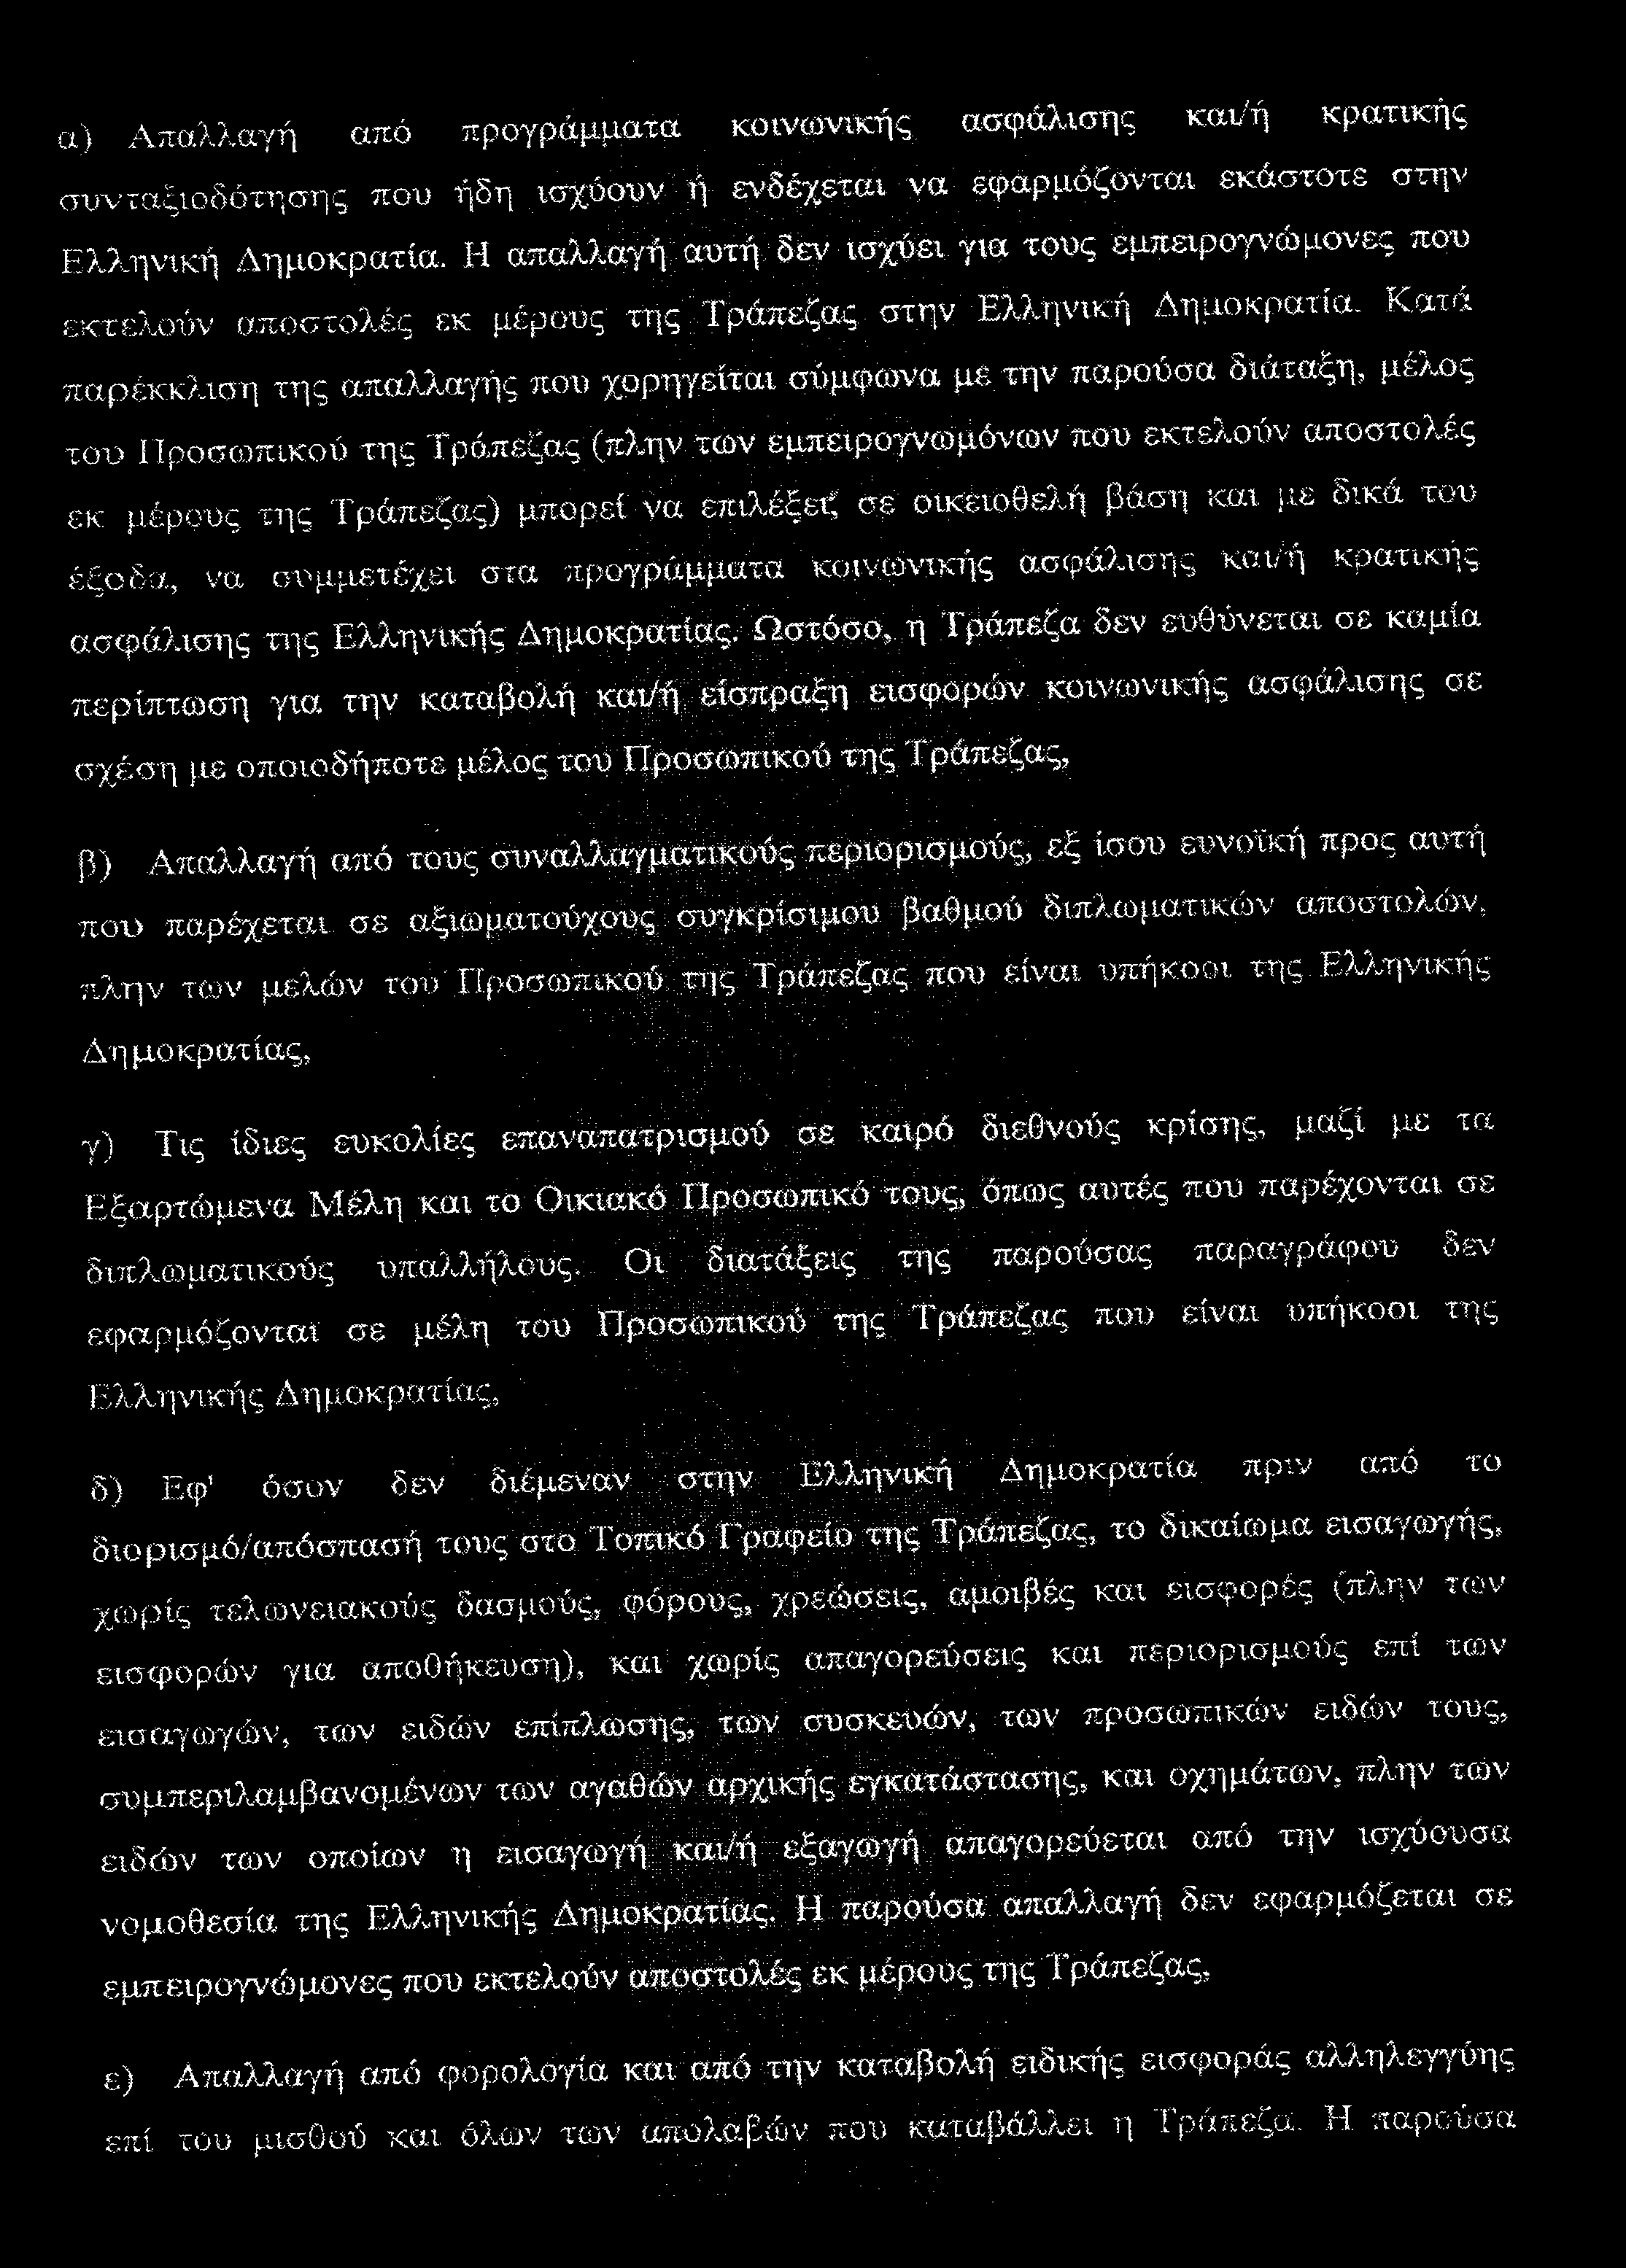 α) Απαλλαγή από προγράμματα κοινωνικής ασφάλισης και/ή κρατικής
συνταξιοδότησης που ήδη ισχύουν ή ενδέχεται να εφαρμόζονται εκάστοτε στην
Ελληνική Δημοκρατία. Η απαλλαγή αυτή δεν ισχύει για τους εμπειρογνώμονες που
εκτελούν αποστολές εκ μέρους της Τράπεζας στην Ελληνική Δημοκρατία. Κατά
παρέκκλιση της απαλλαγής που χορηγείται σύμφωνα με την παρούσα διάταξη, μέλος
του Προσωπικού της Τράπεζας (πλην των εμπειρογνωμόνων που εκτελούν αποστολές
εκ μέρους της Τράπεζας) μπορεί να επιλέξει, σε οικειοθελή βάση και με δικά του
έξοδα, να συμμετέχει στα προγράμματα κοινωνικής ασφάλισης και/ή κρατικής
ασφάλισης της Ελληνικής Δημοκρατίας. Ωστόσο, η Τράπεζα δεν ευθύνεται σε καμία
περίπτωση για την καταβολή και/ή είσπραξη εισφορών κοινωνικής ασφάλισης σε
σχέση με οποιοδήποτε μέλος του Προσωπικού της Τράπεζας,
β) Απαλλαγή από τους συναλλαγματικούς περιορισμούς, εξ ίσου ευνοϊκή προς αυτή
που παρέχεται σε αξιωματούχους συγκρίσιμου βαθμού διπλωματικών αποστολών,
πλην των μελών του Προσωπικού της Τράπεζας που είναι υπήκοοι της Ελληνικής
Δημοκρατίας,
γ) Τις ίδιες ευκολίες επαναπατρισμού σε καιρό διεθνούς κρίσης, μαζί με τα
Εξαρτώμενα Μέλη και το Οικιακό Προσωπικό τους, όπως αυτές που παρέχονται σε
διπλωματικούς υπαλλήλους. Οι διατάξεις της παρούσας παραγράφου δεν
εφαρμόζονται σε μέλη του Προσωπικού της Τράπεζας που είναι υπήκοοι της
Ελληνικής Δημοκρατίας,
δ) Εφ' όσον δεν διέμεναν στην Ελληνική Δημοκρατία πριν από το
διορισμό/απόσπασή τους στο Τοπικό Γραφείο της Τράπεζας, το δικαίωμα εισαγωγής,
χωρίς τελωνειακούς δασμούς, φόρους, χρεώσεις, αμοιβές και εισφορές (πλην των
εισφορών για αποθήκευση), και χωρίς απαγορεύσεις και περιορισμούς επί των
εισαγωγών, των ειδών επίπλωσης, των συσκευών, των προσωπικών ειδών τους,
συμπεριλαμβανομένων των αγαθών αρχικής εγκατάστασης, και οχημάτων, πλην των
ειδών των οποίων η εισαγωγή και/ή εξαγωγή απαγορεύεται από την ισχύουσα
νομοθεσία της Ελληνικής Δημοκρατίας. Η παρούσα απαλλαγή δεν εφαρμόζεται σε
εμπειρογνώμονες που εκτελούν αποστολές εκ μέρους της Τράπεζας,
ε) Απαλλαγή από φορολογία και από την καταβολή ειδικής εισφοράς αλληλεγγύης
επί του μισθού και όλων των απολαβών που καταβάλλει η Τράπεζα. Η παρούσα